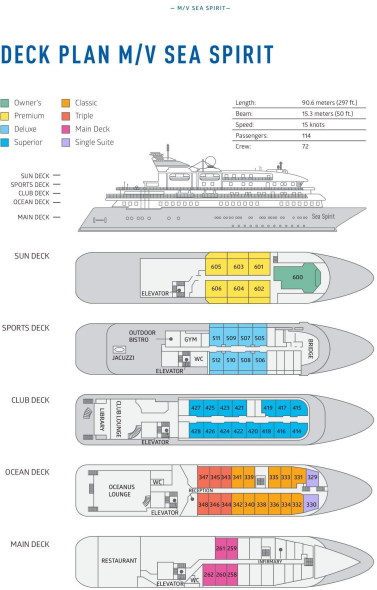 — M/V SEA SPIRIT—
DECK PLAN M/V SEA SPIRIT
Owner's
Premium
Deluxe
Superior
Classic
Triple
Main Deck
Single Suite
Length: 90.6 meters (297 ft.)
Beam: 15.3 meters (50 ft.)
Speed: 15 knots
Passengers: 114
Crew: 72
SUN DECK
SPORTS DECK
CLUB DECK
OCEAN DECK
MAIN DECK
Sea Spirit
SUN DECK
605 603 601
600
606 604 602
ELEVATOR
SPORTS DECK
OUTDOOR BISTRO
GYM
511 509 507 505
BRIDGE
JACUZZI
WC
512 510 508 506
ELEVATOR
CLUB DECK
LIBRARY
CLUB LOUNGE
427 425 423 421 419 417 415
428 426 424 422 420 418 416 414
ELEVATOR
OCEAN DECK
OCEANUS LOUNGE
WC
347 345 343 341 339 335 333 331 329
RECEPTION
348 346 344 342 340 338 336 334 332 330
ELEVATOR
MAIN DECK
RESTAURANT
261 259
INFIRMARY
262 260 258
WC
ELEVATOR